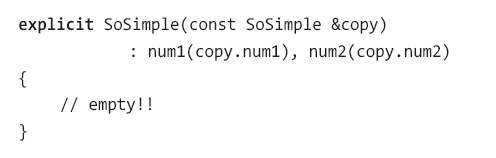 explicit SoSimple(const SoSimple &copy)
: num1(copy.num1), num2(copy.num2)
{
// empty!!
}